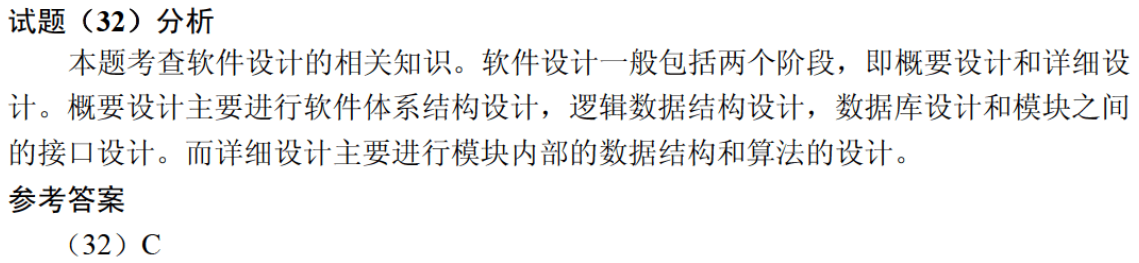 试题（32）分析
本题考查软件设计的相关知识。软件设计一般包括两个阶段，即概要设计和详细设
计。概要设计主要进行软件体系结构设计，逻辑数据结构设计，数据库设计和模块之间
的接口设计。而详细设计主要进行模块内部的数据结构和算法的设计。
参考答案
（32）C